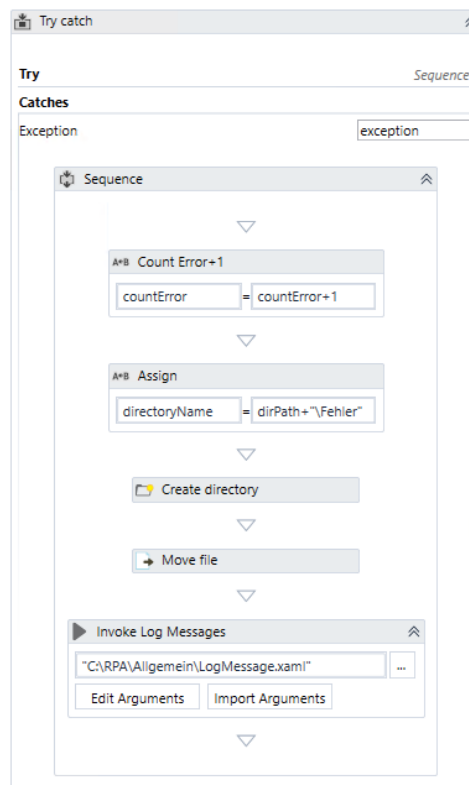 Try catch
Try Sequence
Catches
Exception exception
Sequence
A+B Count Error+1
countError = countError+1
A+B Assign
directoryName = dirPath+"\Fehler"
Create directory
Move file
Invoke Log Messages
"C:\RPA\Allgemein\LogMessage.xaml" ...
Edit Arguments Import Arguments